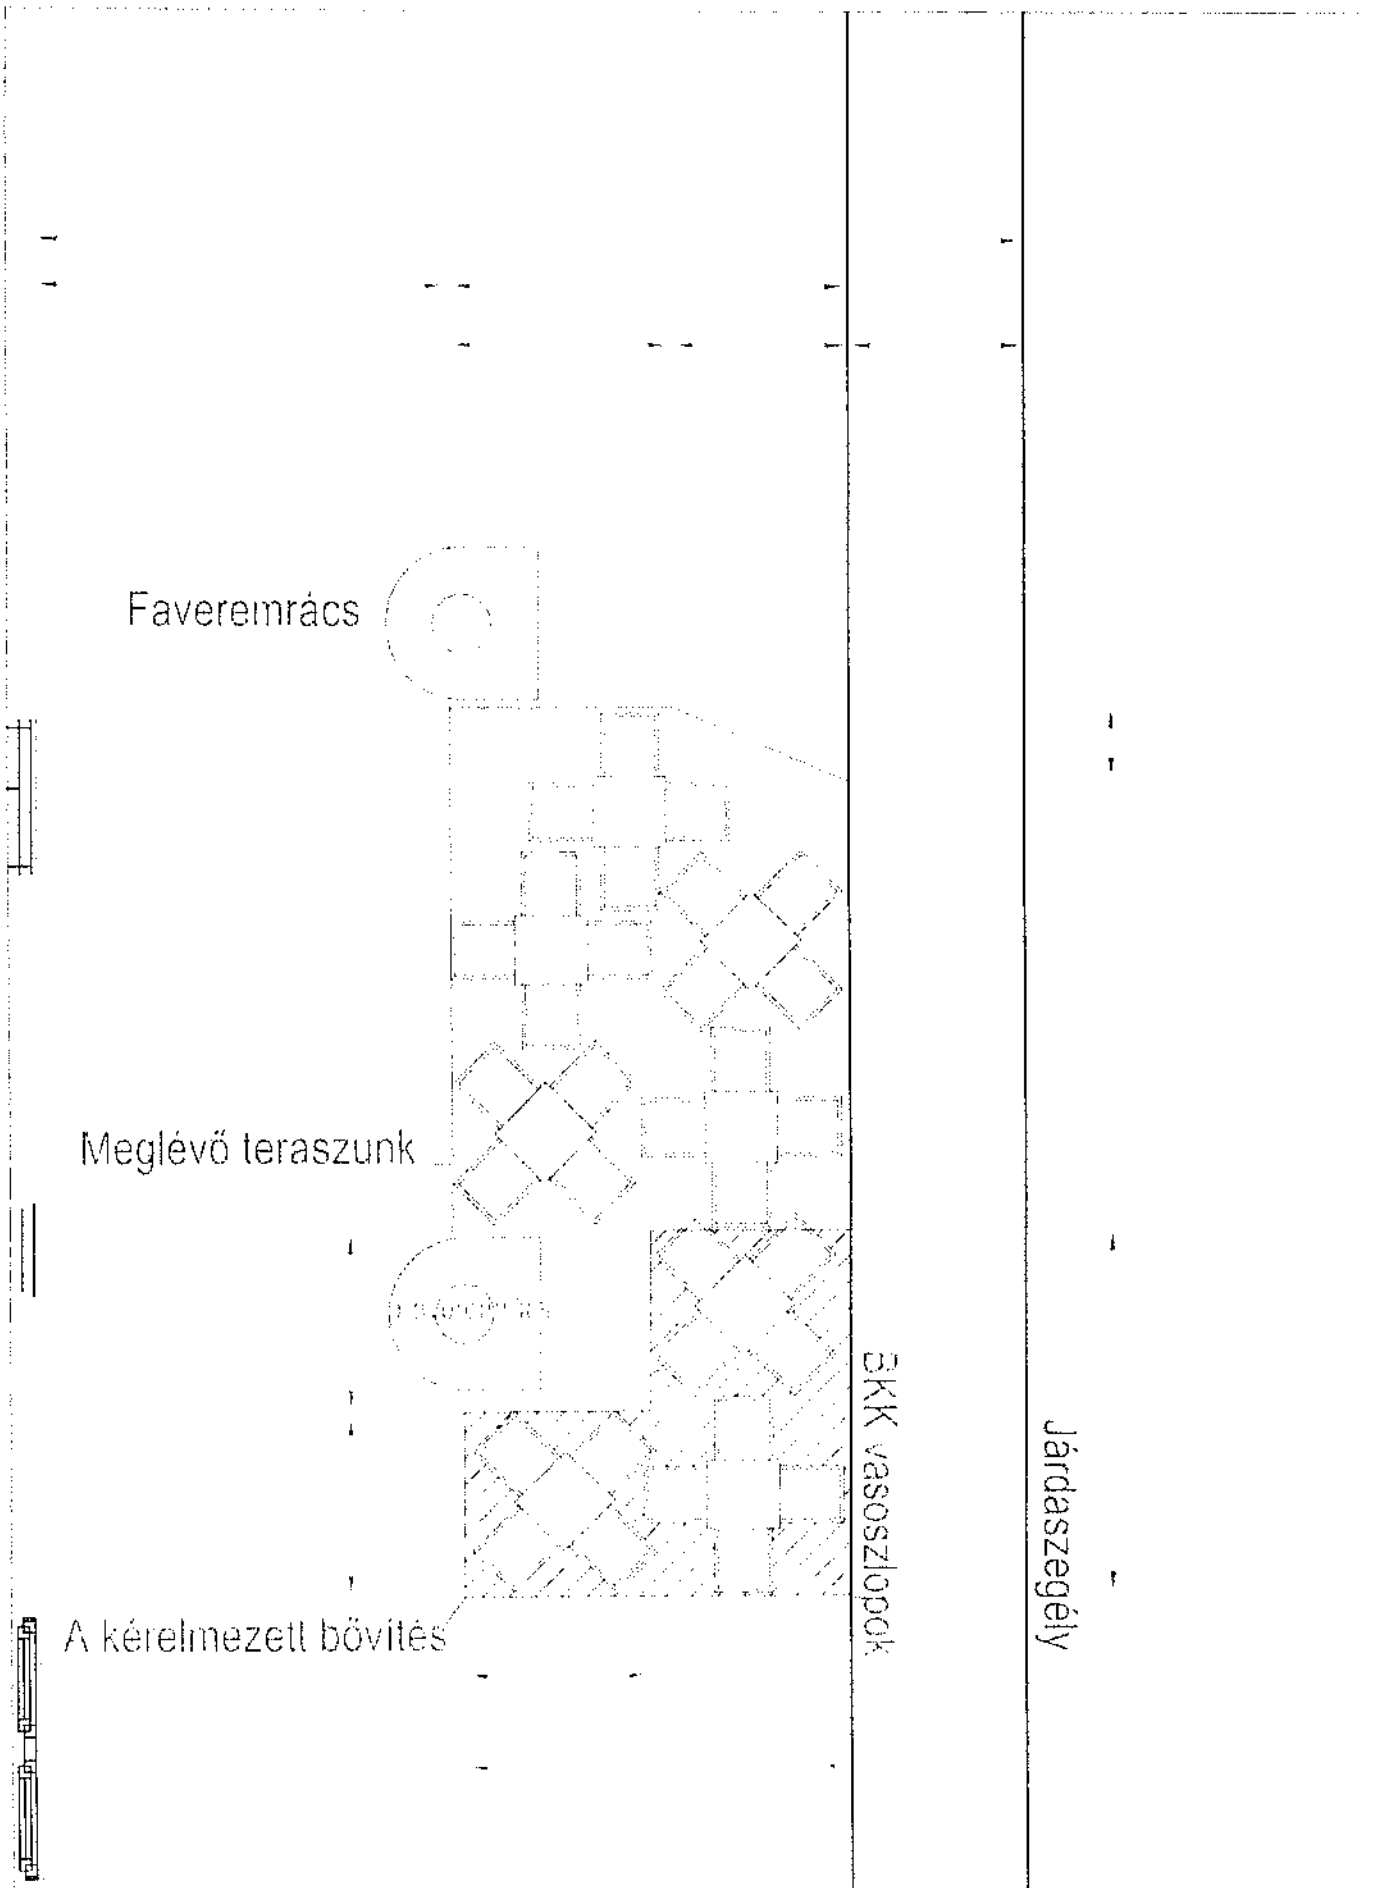 Faveremrács
Meglévő teraszunk
BKK vasoszlopok
Járdaszegély
A kérelmezett bővítés